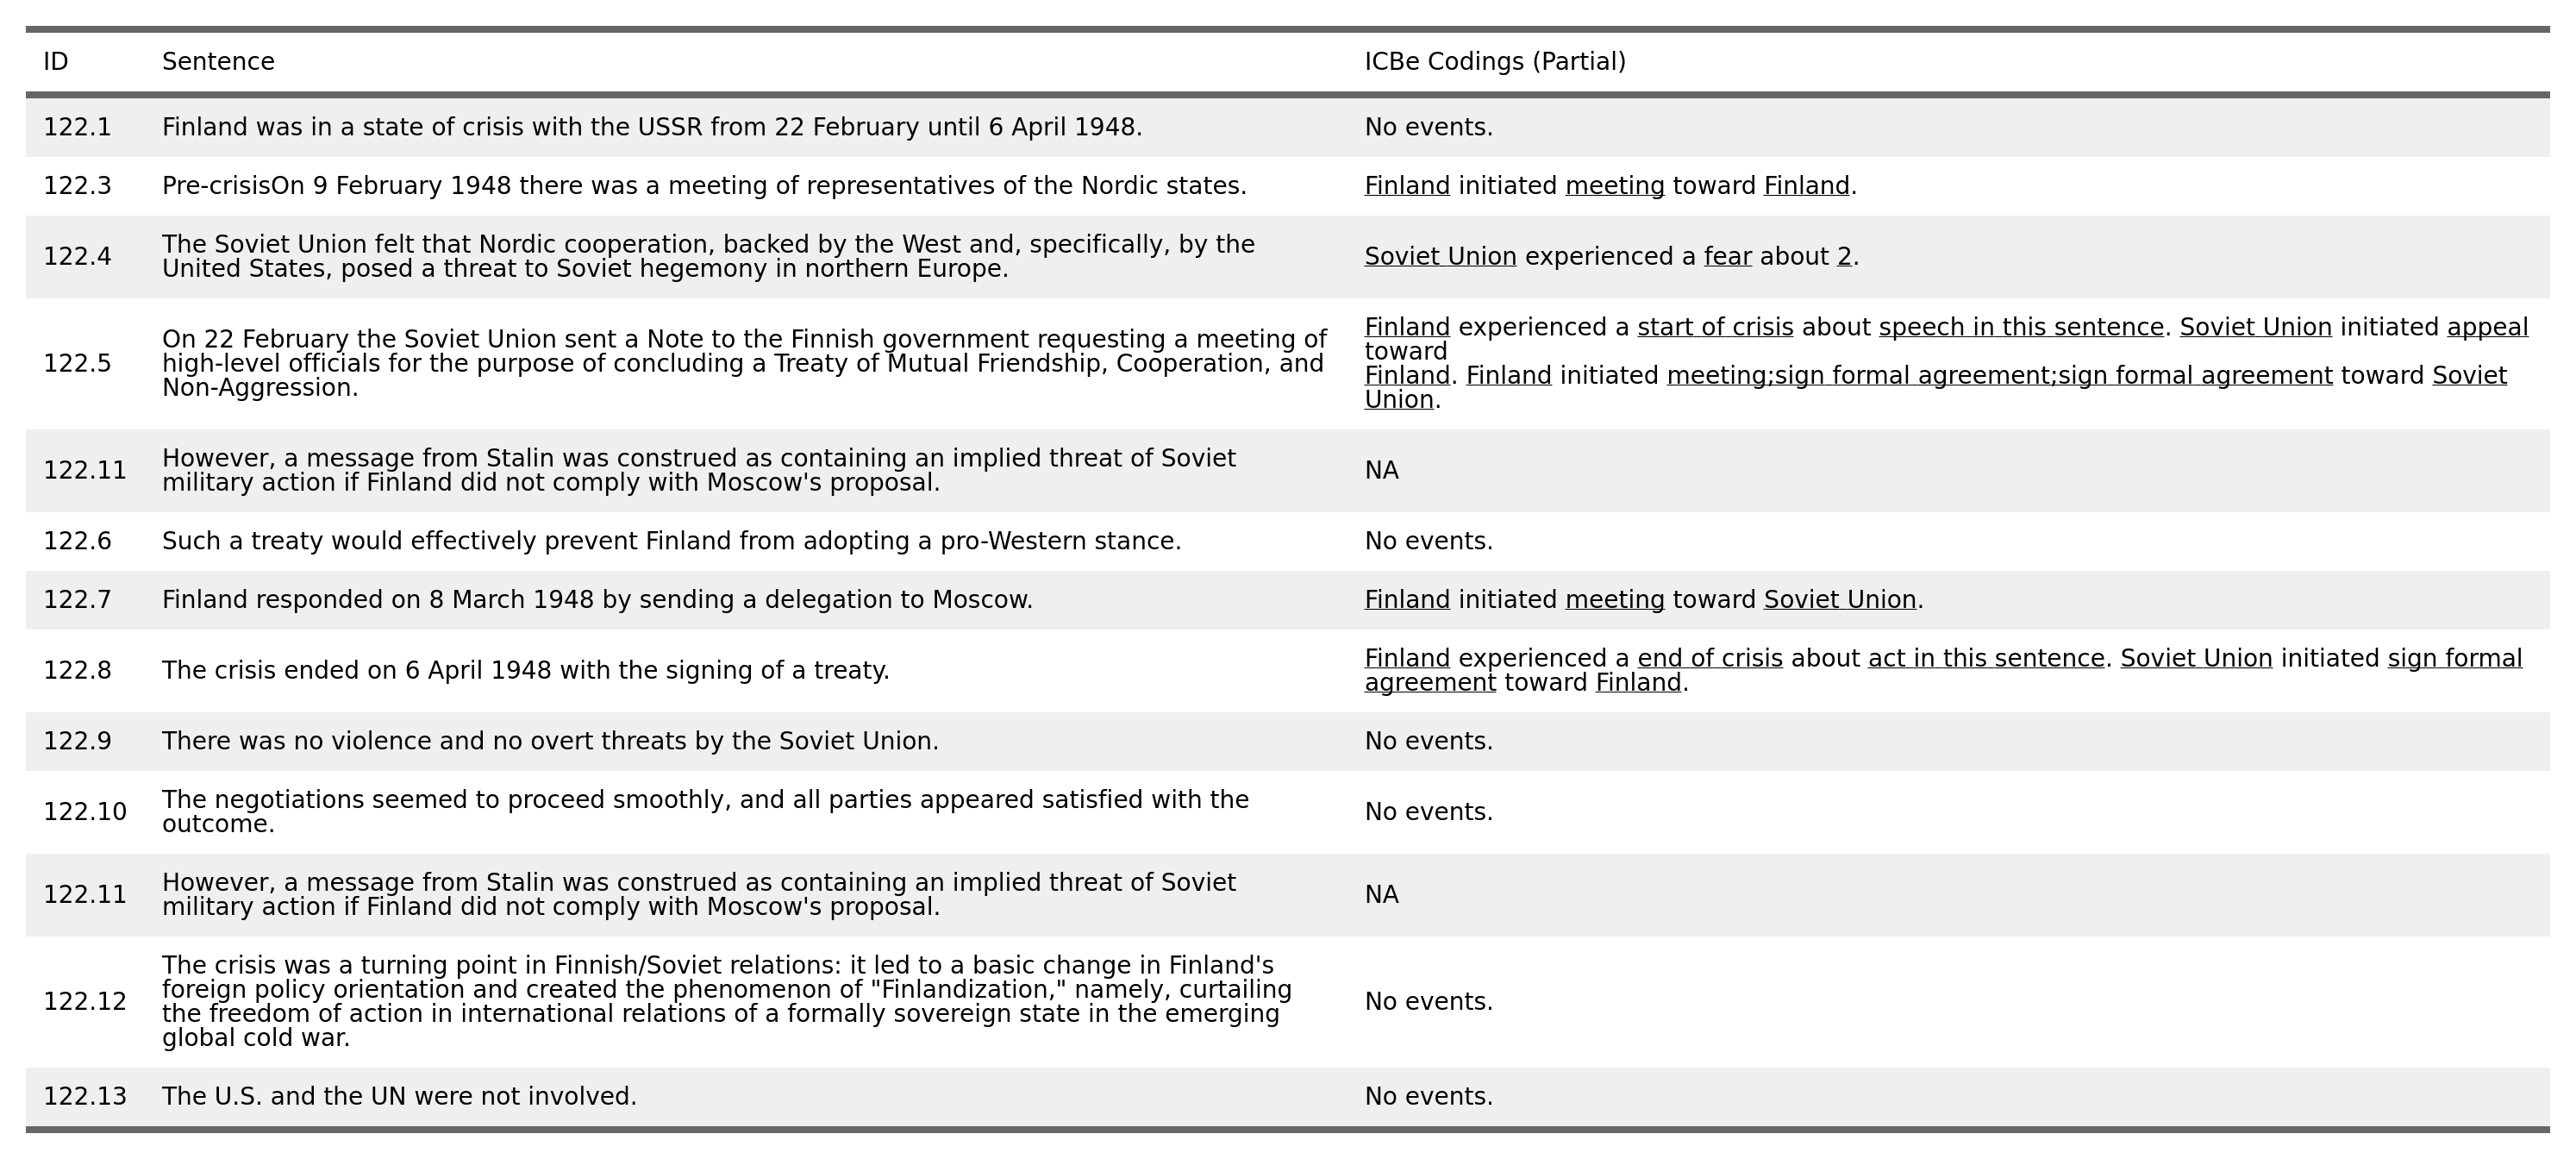 ID Sentence ICBe Codings (Partial)
122.1 Finland was in a state of crisis with the USSR from 22 February until 6 April 1948. No events.
122.3 Pre-crisisOn 9 February 1948 there was a meeting of representatives of the Nordic states. Finland initiated meeting toward Finland.
122.4 The Soviet Union felt that Nordic cooperation, backed by the West and, specifically, by the
United States, posed a threat to Soviet hegemony in northern Europe.
Soviet Union experienced a fear about 2.
122.5 On 22 February the Soviet Union sent a Note to the Finnish government requesting a meeting of
high-level officials for the purpose of concluding a Treaty of Mutual Friendship, Cooperation, and
Non-Aggression.
Finland experienced a start of crisis about speech in this sentence. Soviet Union initiated appeal
toward
Finland. Finland initiated meeting;sign formal agreement;sign formal agreement toward Soviet
Union.
122.11 However, a message from Stalin was construed as containing an implied threat of Soviet
military action if Finland did not comply with Moscow's proposal.
NA
122.6 Such a treaty would effectively prevent Finland from adopting a pro-Western stance. No events.
122.7 Finland responded on 8 March 1948 by sending a delegation to Moscow. Finland initiated meeting toward Soviet Union.
122.8 The crisis ended on 6 April 1948 with the signing of a treaty.
Finland experienced a end of crisis about act in this sentence. Soviet Union initiated sign formal
agreement toward Finland.
122.9 There was no violence and no overt threats by the Soviet Union. No events.
122.10 The negotiations seemed to proceed smoothly, and all parties appeared satisfied with the
outcome.
No events.
122.11 However, a message from Stalin was construed as containing an implied threat of Soviet
military action if Finland did not comply with Moscow's proposal.
NA
122.12 The crisis was a turning point in Finnish/Soviet relations: it led to a basic change in Finland's
foreign policy orientation and created the phenomenon of "Finlandization," namely, curtailing
the freedom of action in international relations of a formally sovereign state in the emerging
global cold war.
No events.
122.13 The U.S. and the UN were not involved. No events.